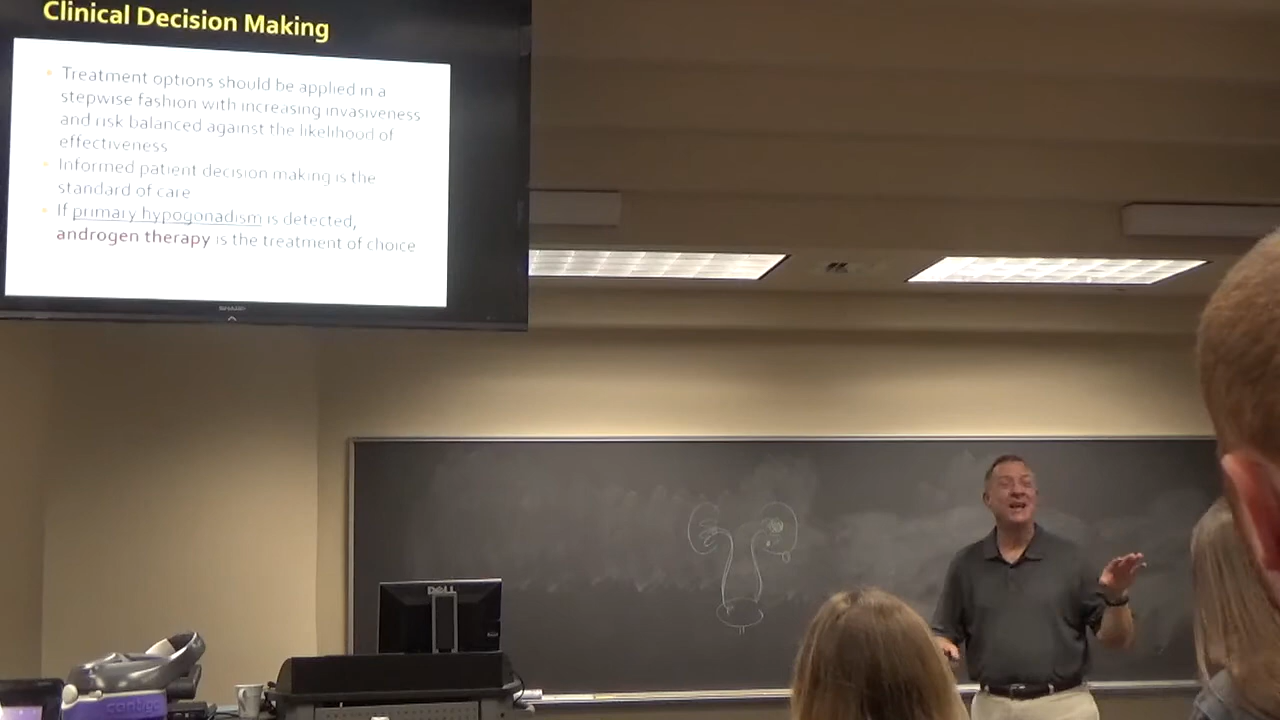 Clinical Decision Making
Treatment options should be applied in a
stepwise fashion with increasing invasiveness
and risk balanced against the likelihood of
effectiveness
Informed patient decision making is the
standard of care
If primary hypogonadism is detected,
androgen therapy is the treatment of choice
SHARP
DELL
contigo